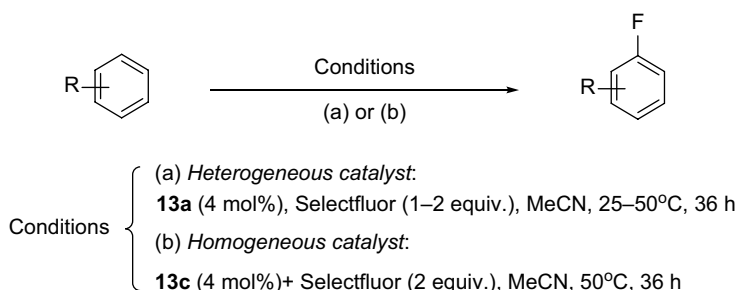 F
R
R
Conditions
(a) or (b)
Conditions
(a) Heterogeneous catalyst:
13a (4 mol%), Selectfluor (1–2 equiv.), MeCN, 25–50°C, 36 h
(b) Homogeneous catalyst:
13c (4 mol%)+ Selectfluor (2 equiv.), MeCN, 50°C, 36 h